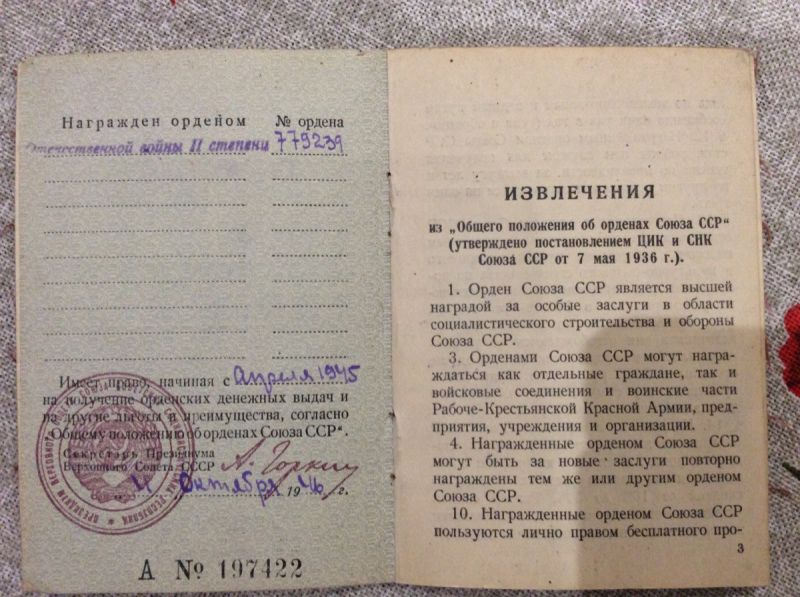 Награжден орденом № ордена
Отечественной войны II степени 779239
Имеет право, начиная с Апреля 1945
на получение орденских денежных выдач и
на другие льготы и преимущества, согласно
„Общему положению об орденах Союза ССР“.
Секретарь Президиума
Верховного Совета СССР А. Горкин
4 Октября 1946 г.
А № 197422
ИЗВЛЕЧЕНИЯ
из „Общего положения об орденах Союза ССР“
(утверждено постановлением ЦИК и СНК
Союза ССР от 7 мая 1936 г.).
1. Орден Союза ССР является высшей
наградой за особые заслуги в области
социалистического строительства и обороны
Союза ССР.
3. Орденами Союза ССР могут награ-
ждаться как отдельные граждане, так и
войсковые соединения и воинские части
Рабоче-Крестьянской Красной Армии, пред-
приятия, учреждения и организации.
4. Награжденные орденом Союза ССР
могут быть за новые заслуги повторно
награждены тем же или другим орденом
Союза ССР.
10. Награжденные орденом Союза ССР
пользуются лично правом бесплатного про-
3